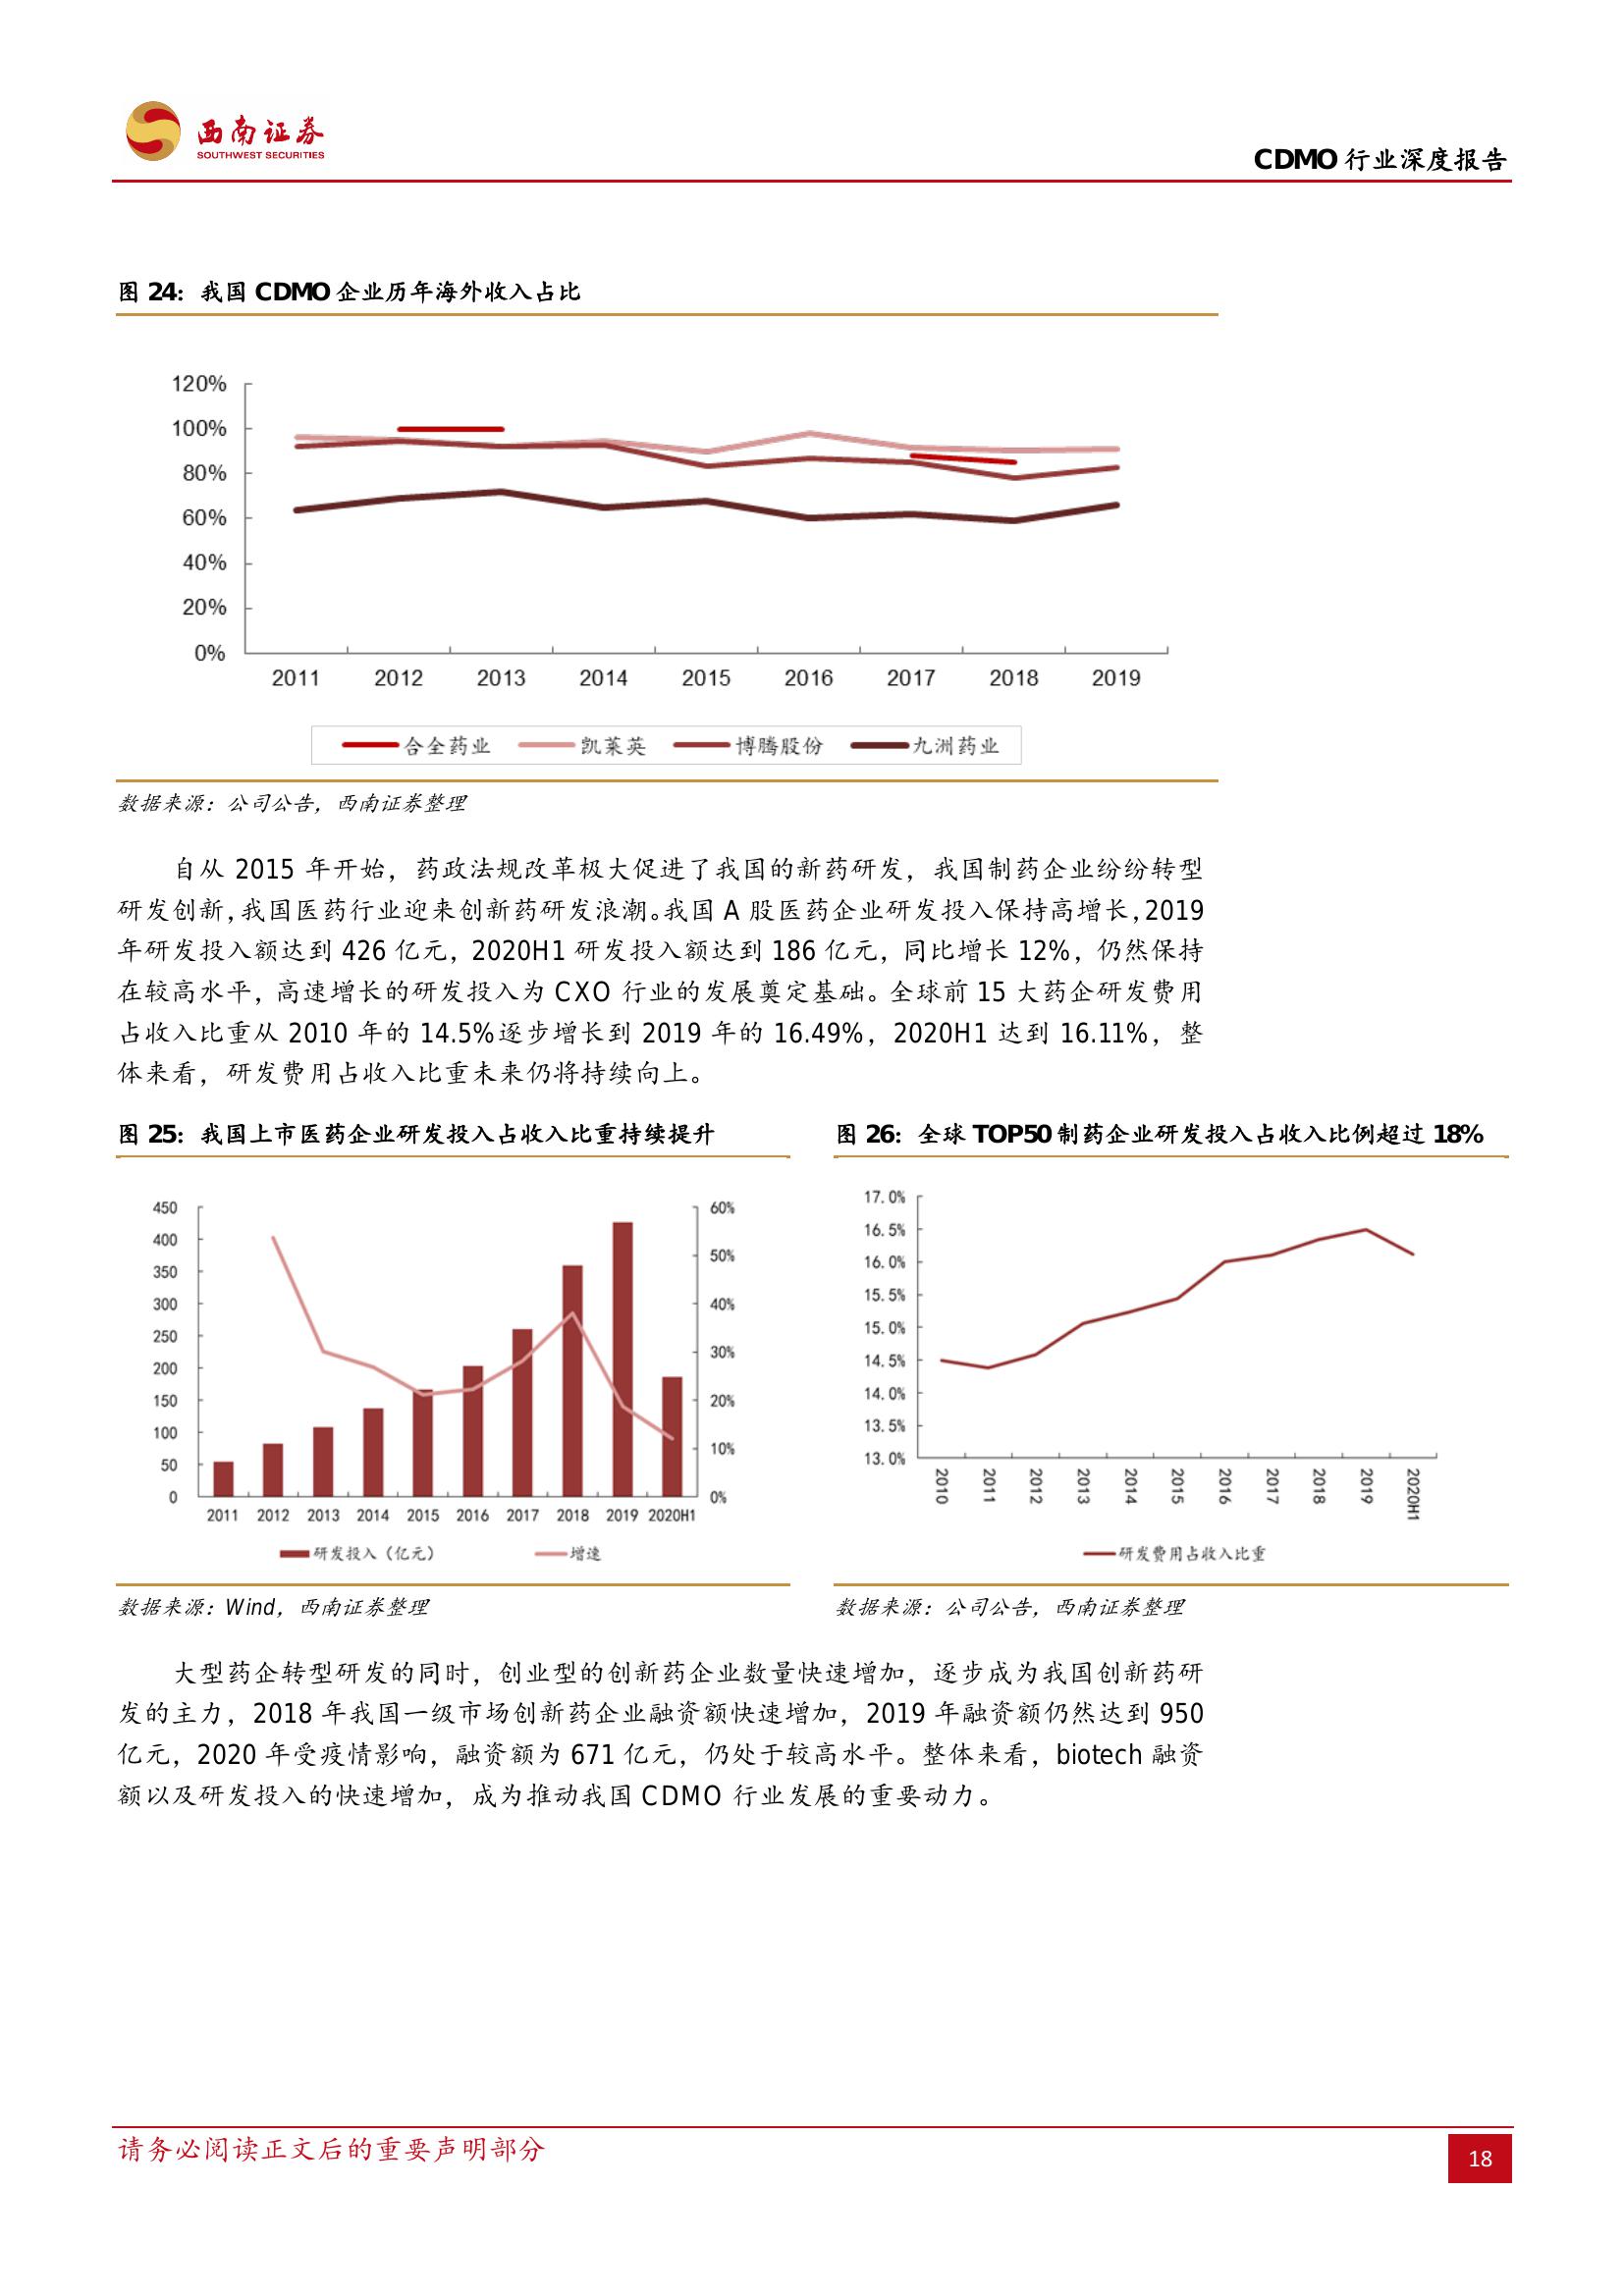 西南证券
SOUTHWEST SECURITIES
CDMO 行业深度报告
图 24：我国 CDMO 企业历年海外收入占比
120%
100%
80%
60%
40%
20%
0%
2011 2012 2013 2014 2015 2016 2017 2018 2019
合全药业 凯莱英 博腾股份 九洲药业
数据来源：公司公告，西南证券整理
自从 2015 年开始，药政法规改革极大促进了我国的新药研发，我国制药企业纷纷转型
研发创新，我国医药行业迎来创新药研发浪潮。我国 A 股医药企业研发投入保持高增长，2019
年研发投入额达到 426 亿元，2020H1 研发投入额达到 186 亿元，同比增长 12%，仍然保持
在较高水平，高速增长的研发投入为 CXO 行业的发展奠定基础。全球前 15 大药企研发费用
占收入比重从 2010 年的 14.5%逐步增长到 2019 年的 16.49%，2020H1 达到 16.11%，整
体来看，研发费用占收入比重未来仍将持续向上。
图 25：我国上市医药企业研发投入占收入比重持续提升
450
400
350
300
250
200
150
100
50
0
60%
50%
40%
30%
20%
10%
0%
2011 2012 2013 2014 2015 2016 2017 2018 2019 2020H1
研发投入（亿元） 增速
数据来源：Wind，西南证券整理
图 26：全球 TOP50 制药企业研发投入占收入比例超过 18%
17.0%
16.5%
16.0%
15.5%
15.0%
14.5%
14.0%
13.5%
13.0%
2010 2011 2012 2013 2014 2015 2016 2017 2018 2019 2020H1
研发费用占收入比重
数据来源：公司公告，西南证券整理
大型药企转型研发的同时，创业型的创新药企业数量快速增加，逐步成为我国创新药研
发的主力，2018 年我国一级市场创新药企业融资额快速增加，2019 年融资额仍然达到 950
亿元，2020 年受疫情影响，融资额为 671 亿元，仍处于较高水平。整体来看，biotech 融资
额以及研发投入的快速增加，成为推动我国 CDMO 行业发展的重要动力。
请务必阅读正文后的重要声明部分
18